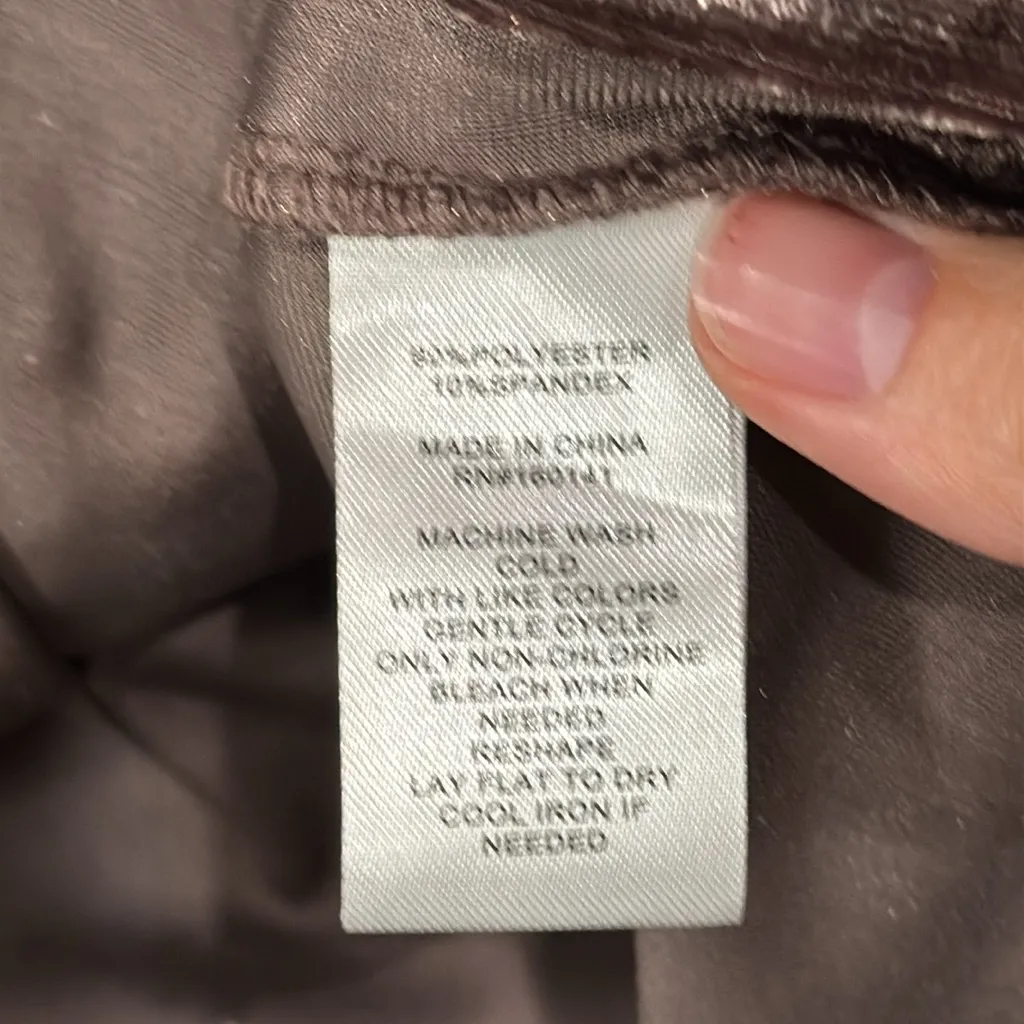 POLYESTER
10%SPANDEX
MADE IN CHINA
RN#160141
MACHINE WASH
COLD
WITH LIKE COLORS
GENTLE CYCLE
ONLY NON-CHLORINE
BLEACH WHEN
NEEDED
RESHAPE
LAY FLAT TO DRY
COOL IRON IF
NEEDED